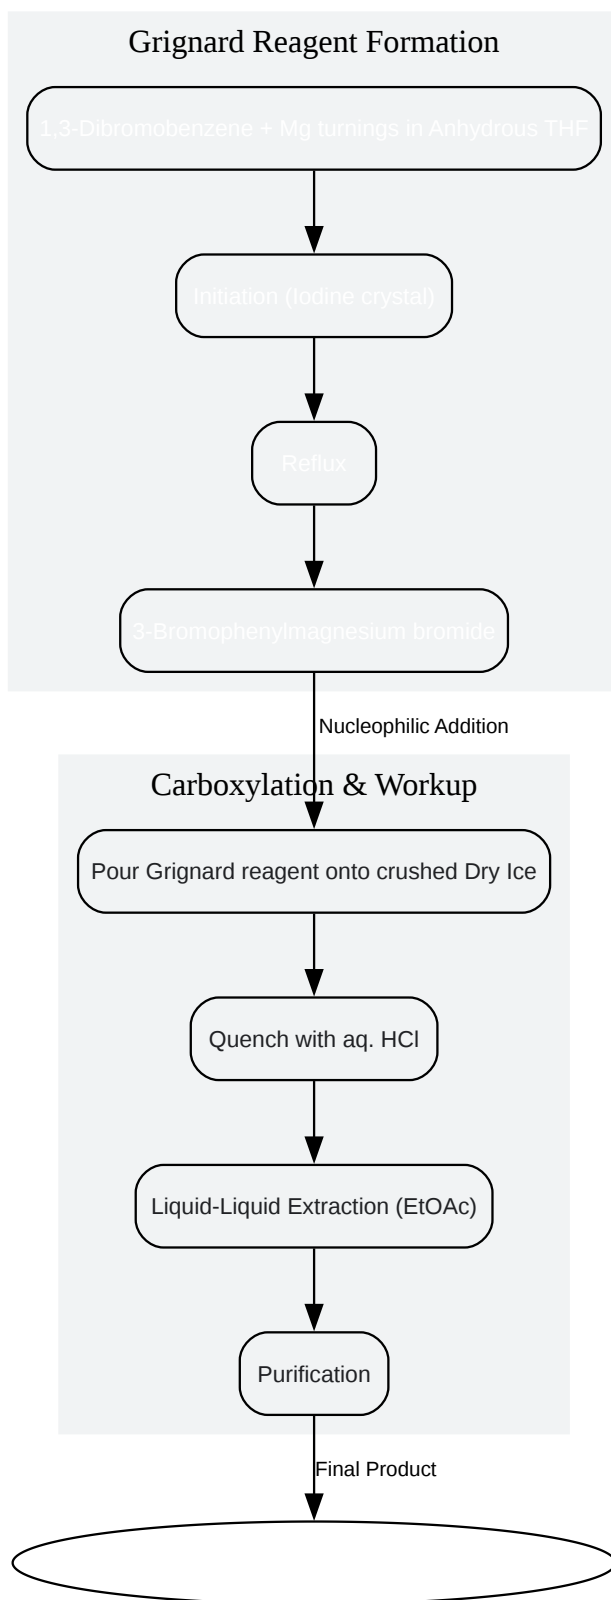 Grignard Reagent Formation
1,3-Dibromobenzene + Mg turnings in Anhydrous THF
Initiation (Iodine crystal)
Reflux
3-Bromophenylmagnesium bromide
Nucleophilic Addition
Carboxylation & Workup
Pour Grignard reagent onto crushed Dry Ice
Quench with aq. HCl
Liquid-Liquid Extraction (EtOAc)
Purification
Final Product